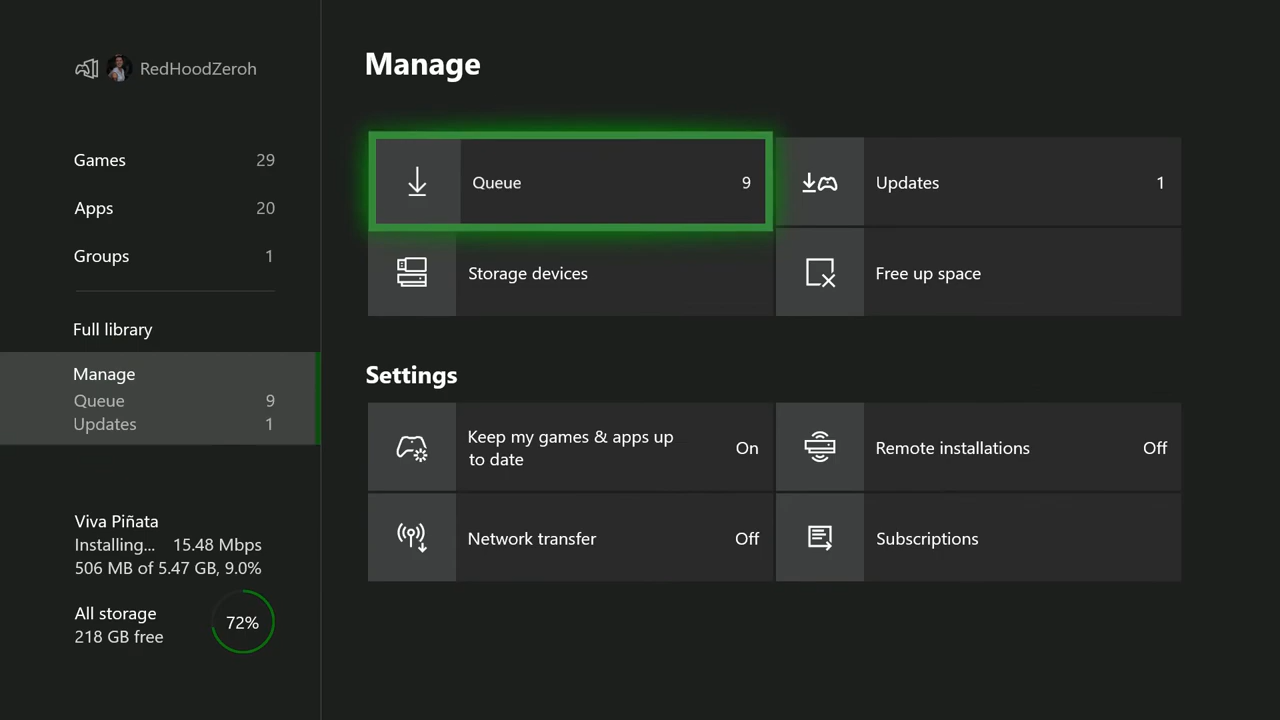 RedHoodZeroh
Games 29
Apps 20
Groups 1
Full library
Manage
Queue 9
Updates 1
Viva Piñata
Installing... 15.48 Mbps
506 MB of 5.47 GB, 9.0%
All storage
218 GB free
72%
Manage
Queue 9
Updates 1
Storage devices
Free up space
Settings
Keep my games & apps up
to date
On
Remote installations Off
Network transfer Off
Subscriptions